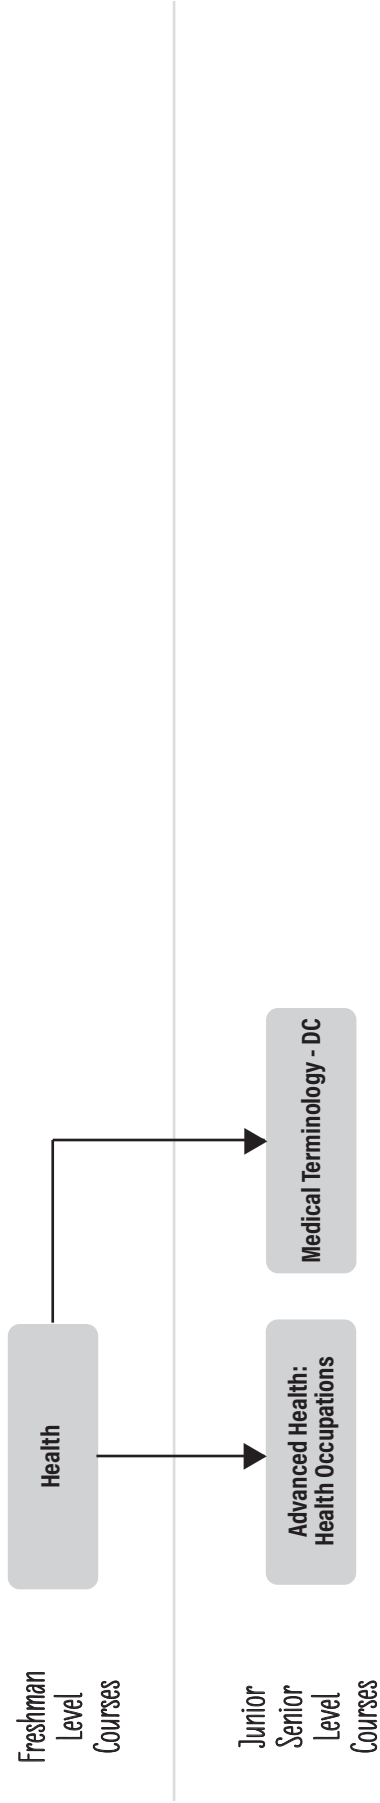 Freshman
Level
Courses
Health
Junior
Senior
Level
Courses
Advanced Health:
Health Occupations
Medical Terminology - DC